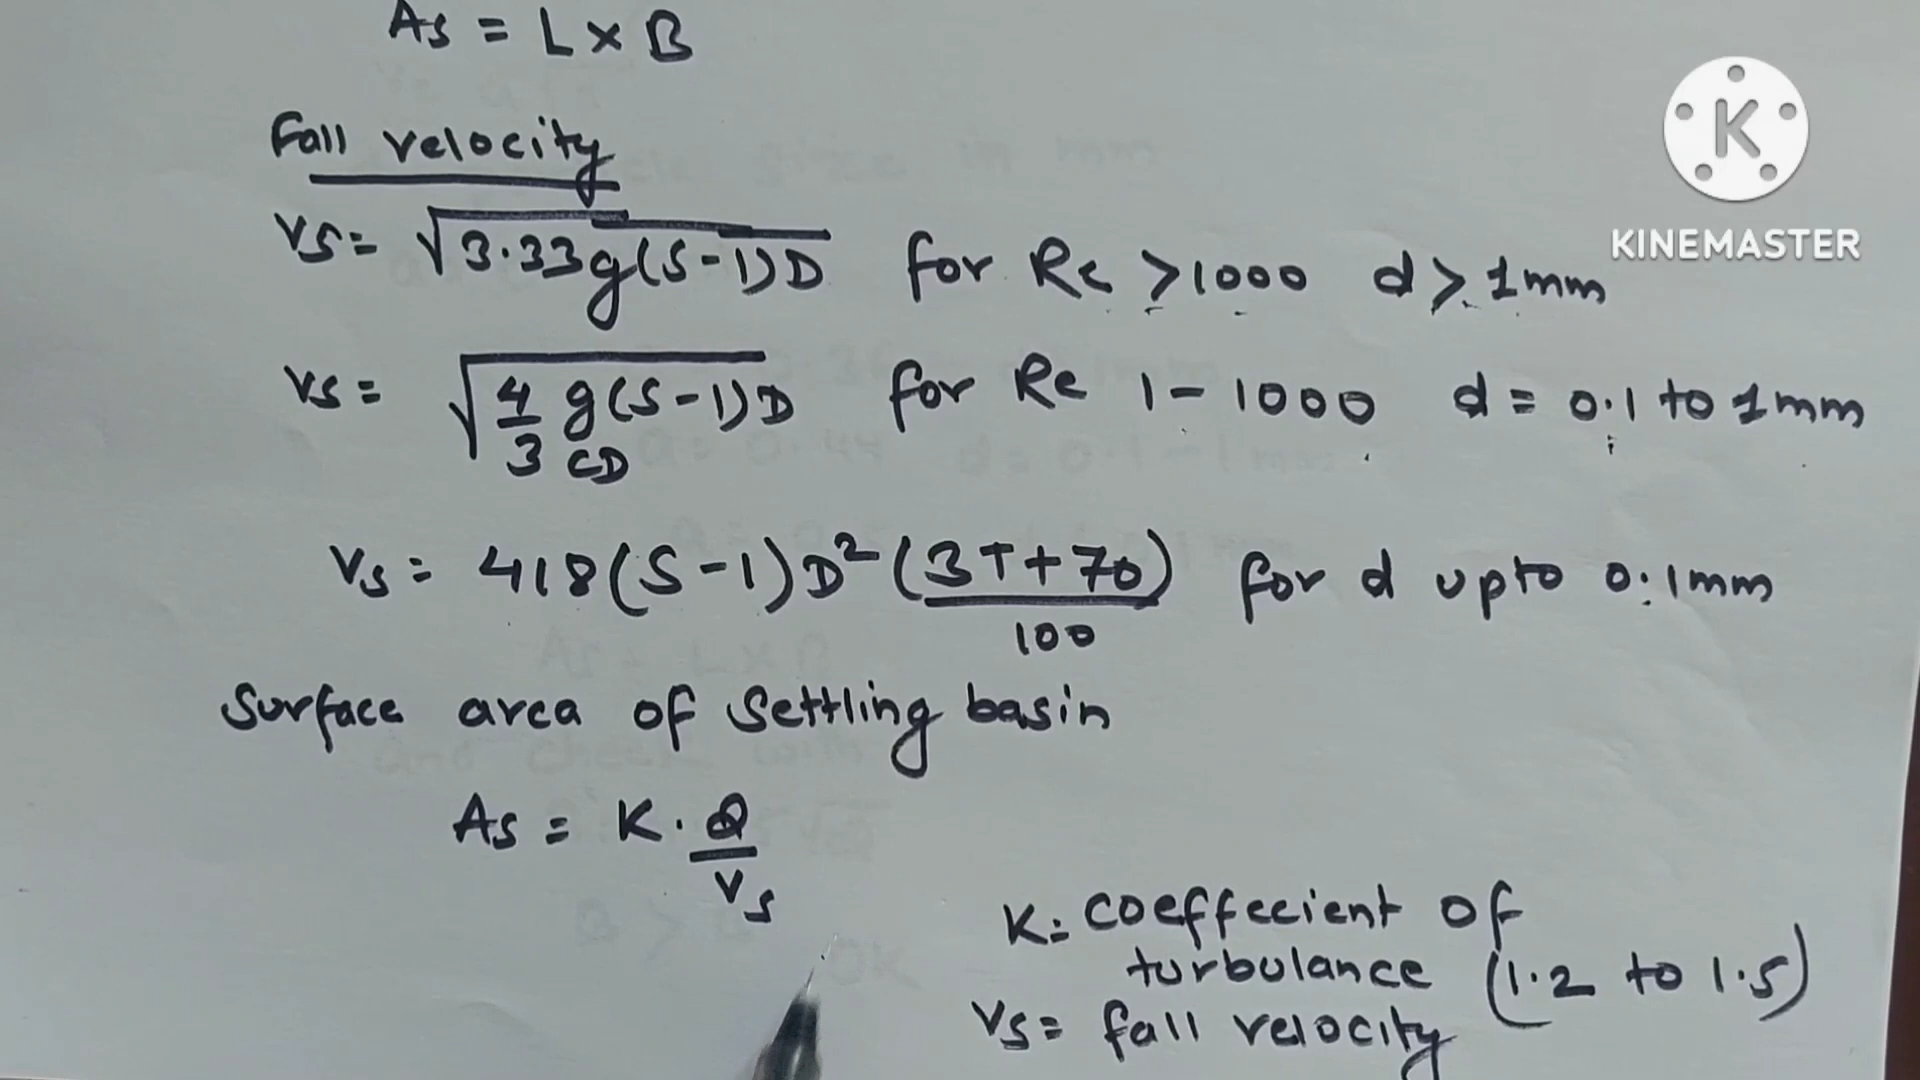 As = L x B
Fall velocity
KINEMASTER
Vs = √3.33g(S-1)D for Re >1000 d > 1mm
Vs = √4/3 g(S-1)D/CD for Re 1-1000 d = 0.1 to 1mm
Vs = 418(S-1)D² (3T+70)/100 for d upto 0.1mm
Surface area of Settling basin
As = K. Q/Vs
K= coeffecient of
turbulance (1.2 to 1.5)
Vs= fall velocity